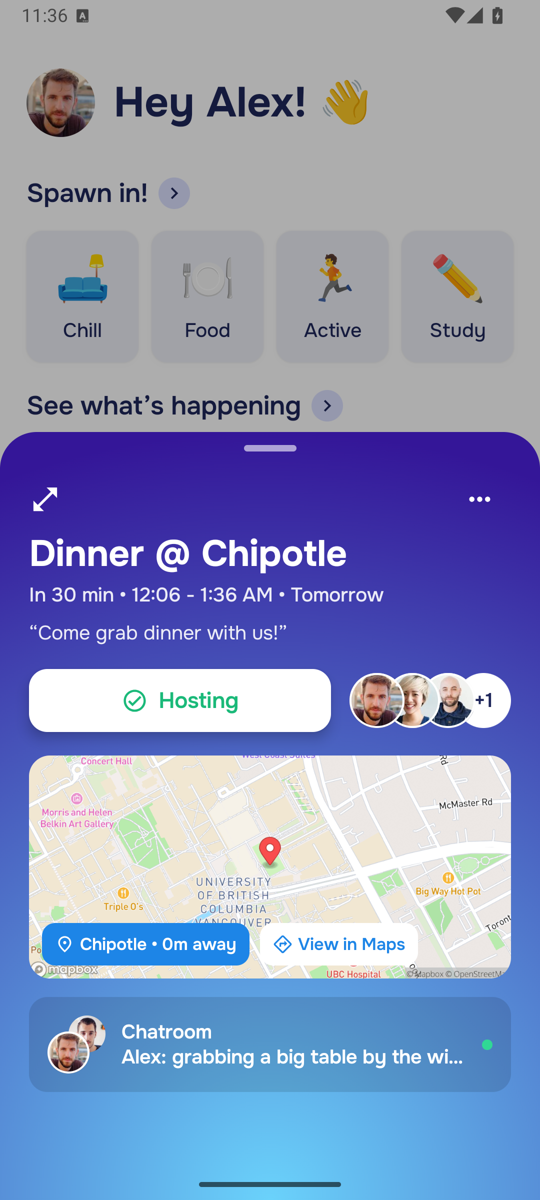 11:36 A
Hey Alex! 👋
Spawn in!
Chill
Food
Active
Study
See what’s happening
Dinner @ Chipotle
In 30 min • 12:06 - 1:36 AM • Tomorrow
“Come grab dinner with us!”
Hosting
+1
Concert Hall
Morris and Helen
Belkin Art Gallery
McMaster Rd
Triple O's
UNIVERSITY
OF BRITISH
COLUMBIA
VANCOUVER
Big Way Hot Pot
Toront
Chipotle • 0m away
View in Maps
mapbox
UBC Hospital
© Mapbox © OpenStreetM
Chatroom
Alex: grabbing a big table by the wi...